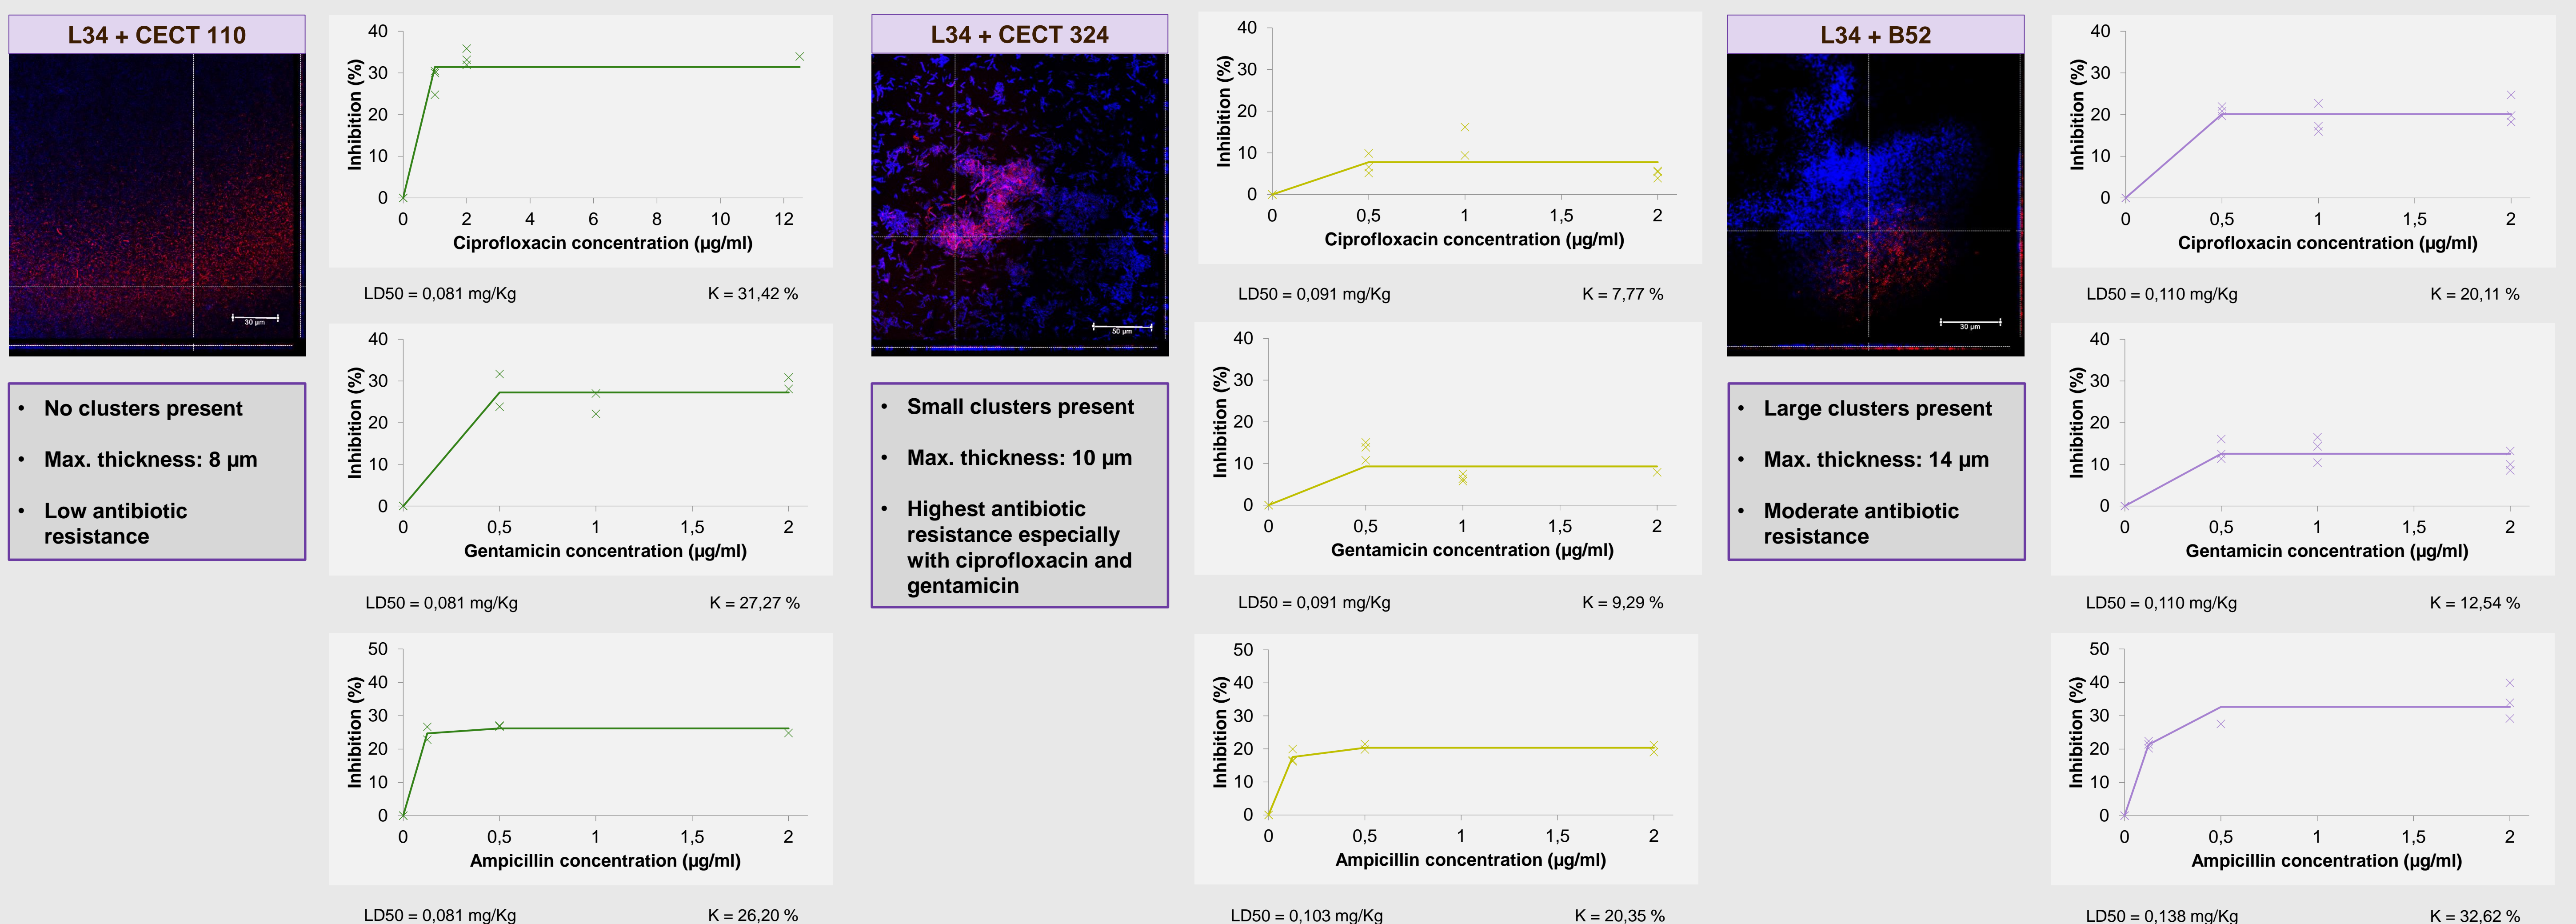 L34 + CECT 110
30 µm
• No clusters present
• Max. thickness: 8 µm
• Low antibiotic
resistance
40
30
20
10
0
Inhibition (%)
0 2 4 6 8 10 12
Ciprofloxacin concentration (µg/ml)
LD50 = 0,081 mg/Kg K = 31,42 %
40
30
20
10
0
Inhibition (%)
0 0,5 1 1,5 2
Gentamicin concentration (µg/ml)
LD50 = 0,081 mg/Kg K = 27,27 %
50
40
30
20
10
0
Inhibition (%)
0 0,5 1 1,5 2
Ampicillin concentration (µg/ml)
LD50 = 0,081 mg/Kg K = 26,20 %
L34 + CECT 324
50 µm
• Small clusters present
• Max. thickness: 10 µm
• Highest antibiotic
resistance especially
with ciprofloxacin and
gentamicin
40
30
20
10
0
Inhibition (%)
0 0,5 1 1,5 2
Ciprofloxacin concentration (µg/ml)
LD50 = 0,091 mg/Kg K = 7,77 %
40
30
20
10
0
Inhibition (%)
0 0,5 1 1,5 2
Gentamicin concentration (µg/ml)
LD50 = 0,091 mg/Kg K = 9,29 %
50
40
30
20
10
0
Inhibition (%)
0 0,5 1 1,5 2
Ampicillin concentration (µg/ml)
LD50 = 0,103 mg/Kg K = 20,35 %
L34 + B52
30 µm
• Large clusters present
• Max. thickness: 14 µm
• Moderate antibiotic
resistance
40
30
20
10
0
Inhibition (%)
0 0,5 1 1,5 2
Ciprofloxacin concentration (µg/ml)
LD50 = 0,110 mg/Kg K = 20,11 %
40
30
20
10
0
Inhibition (%)
0 0,5 1 1,5 2
Gentamicin concentration (µg/ml)
LD50 = 0,110 mg/Kg K = 12,54 %
50
40
30
20
10
0
Inhibition (%)
0 0,5 1 1,5 2
Ampicillin concentration (µg/ml)
LD50 = 0,138 mg/Kg K = 32,62 %